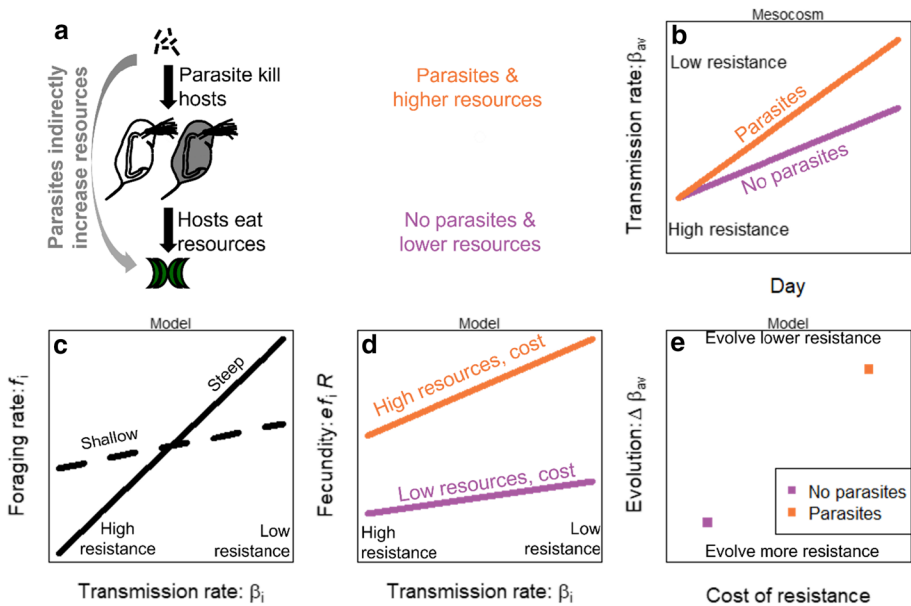 a
Parasite kill
hosts
Parasites indirectly
increase resources
Hosts eat
resources
Parasites &
higher resources
No parasites &
lower resources
Mesocosm
b
Transmission rate: βav
Low resistance
Parasites
No parasites
High resistance
Day
Model
c
Foraging rate: fi
Steep
Shallow
High
resistance
Low
resistance
Transmission rate: βi
Model
d
Fecundity: efi R
High resources, cost
Low resources, cost
High
resistance
Low
resistance
Transmission rate: βi
Model
e
Evolution: Δ βav
Evolve lower resistance
No parasites
Parasites
Evolve more resistance
Cost of resistance